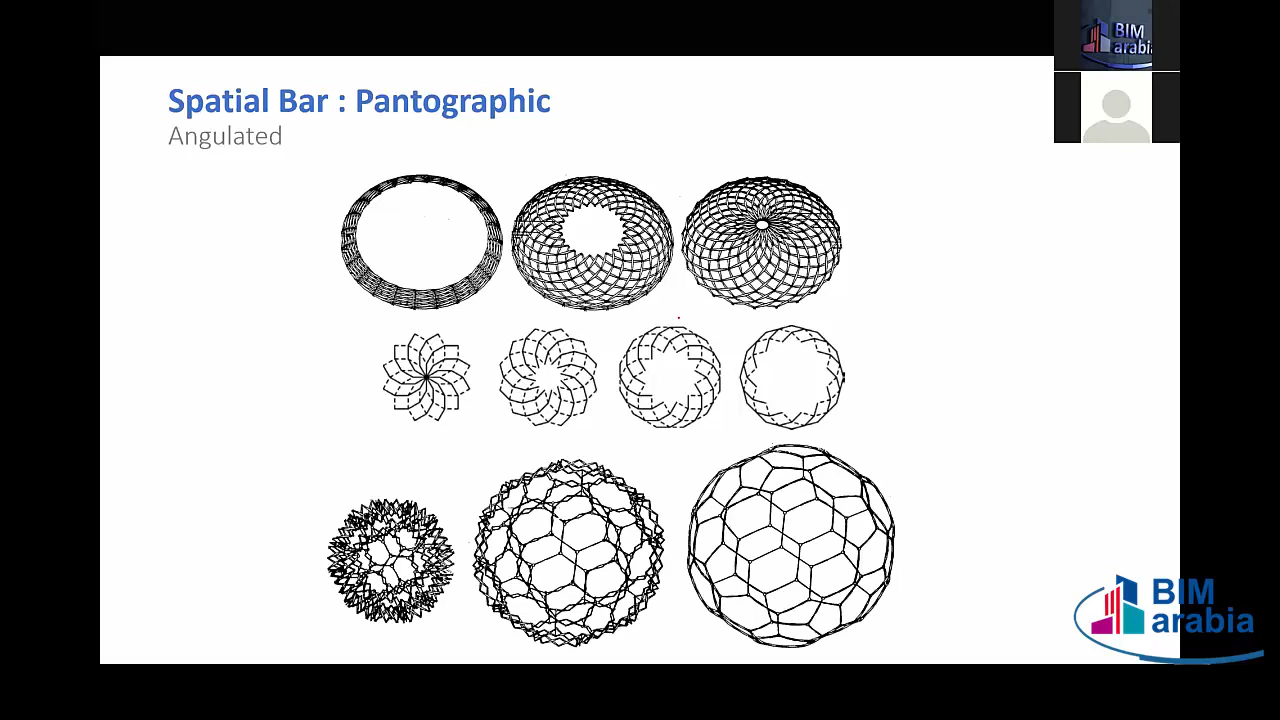 BIM
arabia
Spatial Bar : Pantographic
Angulated
BIM
arabia